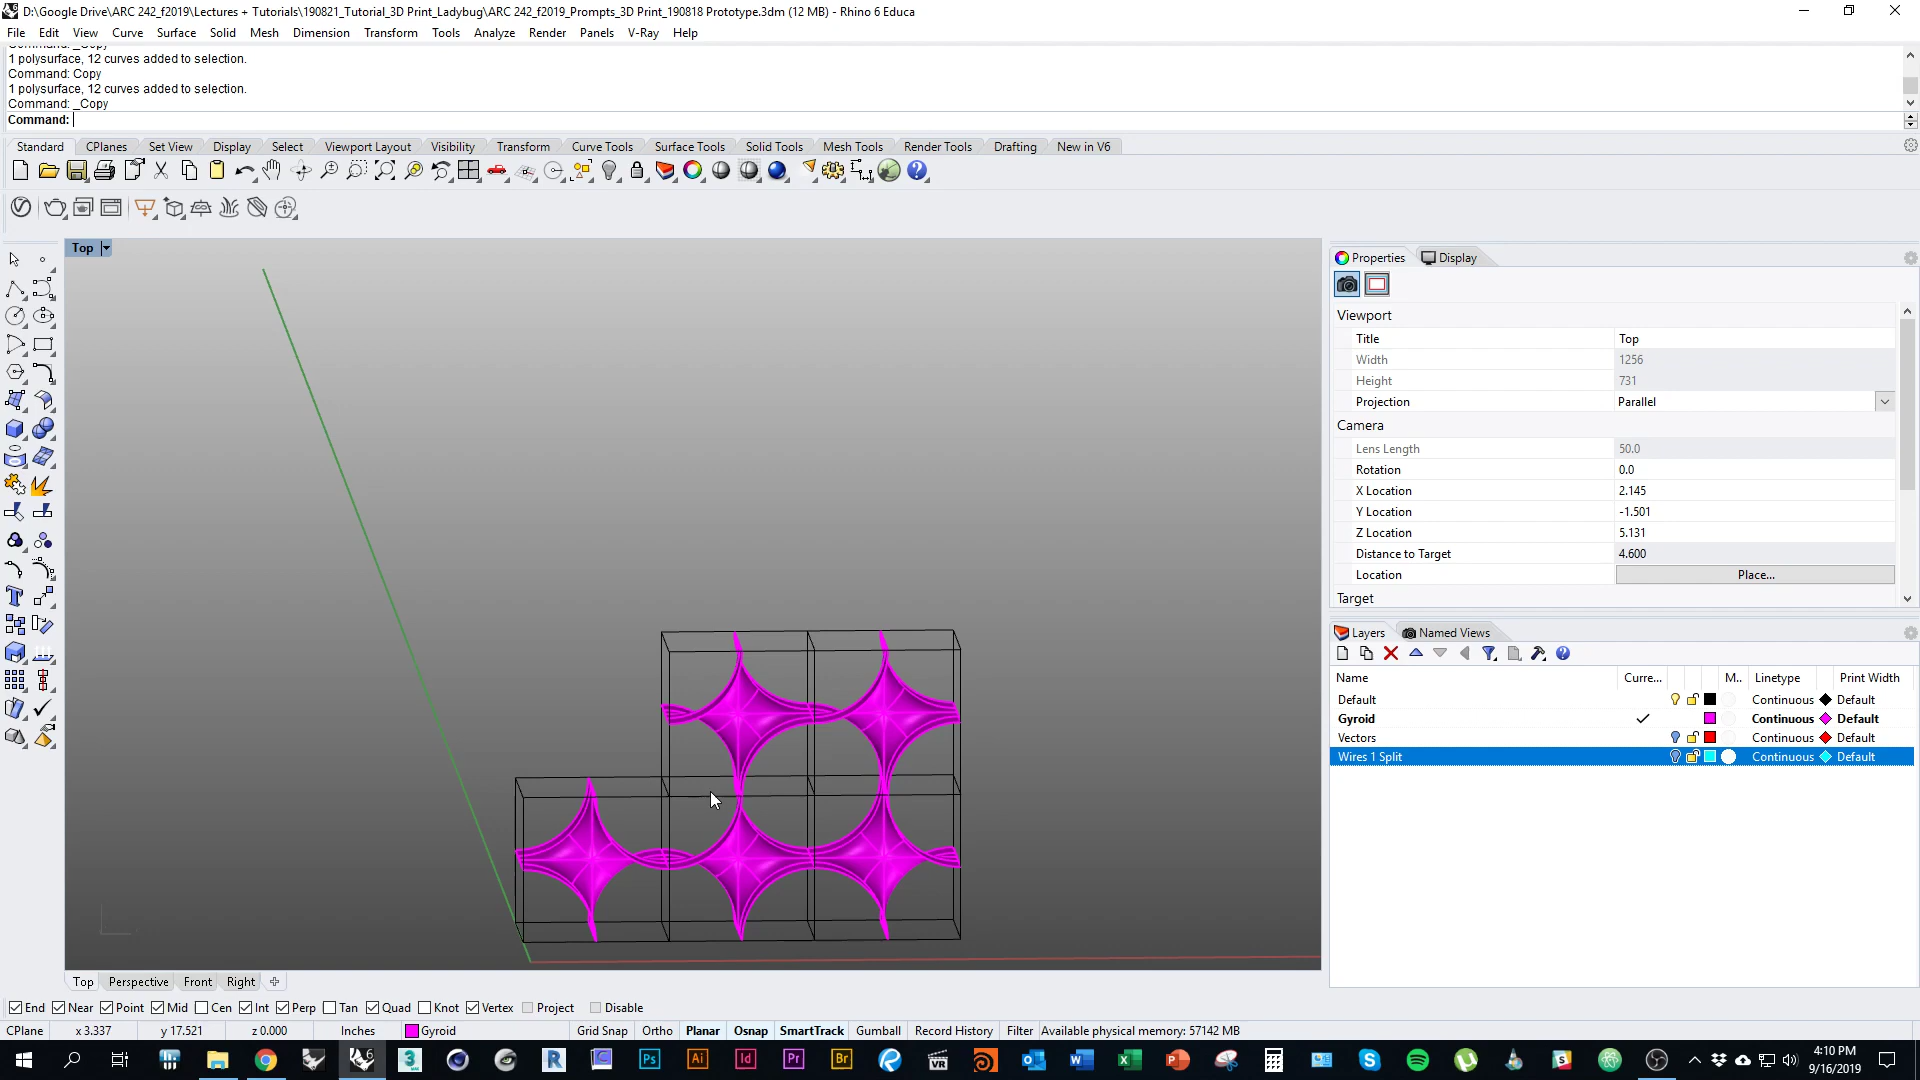 D:\Google Drive\ARC 242_f2019\Lectures + Tutorials\190821_Tutorial_3D Print_Ladybug\ARC 242_f2019_Prompts_3D Print_190818 Prototype.3dm (12 MB) - Rhino 6 Educa
File Edit View Curve Surface Solid Mesh Dimension Transform Tools Analyze Render Panels V-Ray Help
1 polysurface, 12 curves added to selection.
Command: Copy
1 polysurface, 12 curves added to selection.
Command: _Copy
Command:
Standard CPlanes Set View Display Select Viewport Layout Visibility Transform Curve Tools Surface Tools Solid Tools Mesh Tools Render Tools Drafting New in V6
Top
Properties Display
Viewport
Title Top
Width 1256
Height 731
Projection Parallel
Camera
Lens Length 50.0
Rotation 0.0
X Location 2.145
Y Location -1.501
Z Location 5.131
Distance to Target 4.600
Location Place...
Target
Layers Named Views
Name Curre... M.. Linetype Print Width
Default Continuous Default
Gyroid Continuous Default
Vectors Continuous Default
Wires 1 Split Continuous Default
Top Perspective Front Right
End Near Point Mid Cen Int Perp Tan Quad Knot Vertex Project Disable
CPlane x 3.337 y 17.521 z 0.000 Inches Gyroid Grid Snap Ortho Planar Osnap SmartTrack Gumball Record History Filter Available physical memory: 57142 MB
4:10 PM
9/16/2019